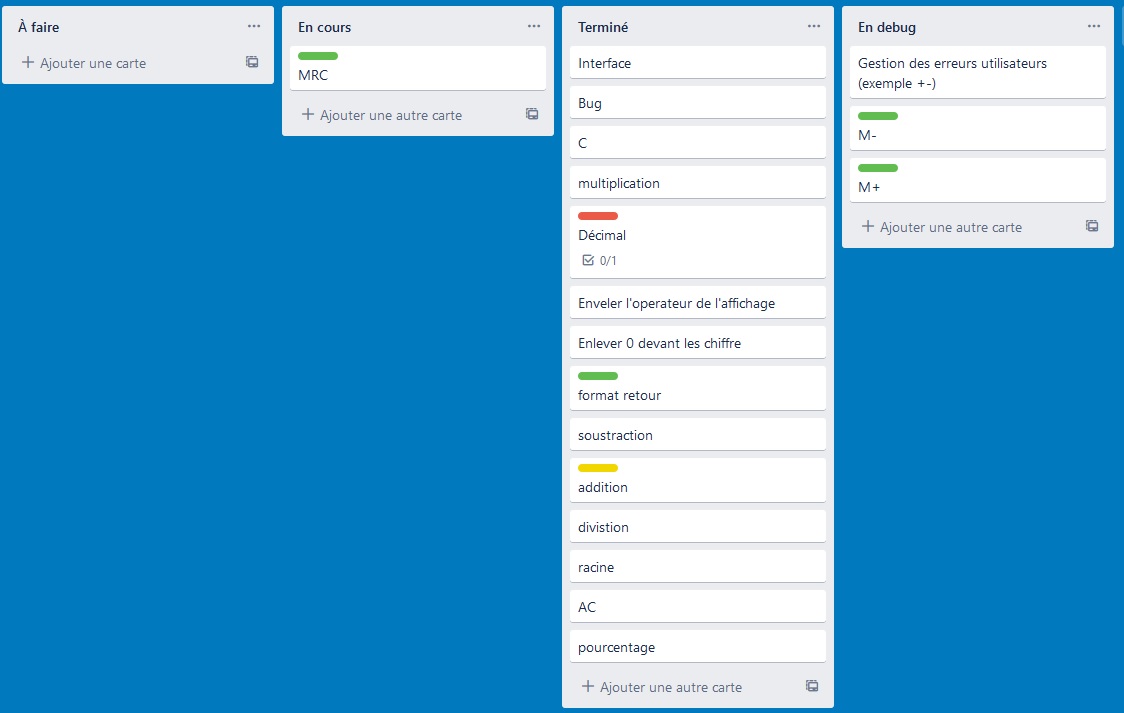 À faire
Ajouter une carte
En cours
MRC
Ajouter une autre carte
Terminé
Interface
Bug
C
multiplication
Décimal
0/1
Enveler l'operateur de l'affichage
Enlever 0 devant les chiffre
format retour
soustraction
addition
divistion
racine
AC
pourcentage
Ajouter une autre carte
En debug
Gestion des erreurs utilisateurs
(exemple +-)
M-
M+
Ajouter une autre carte